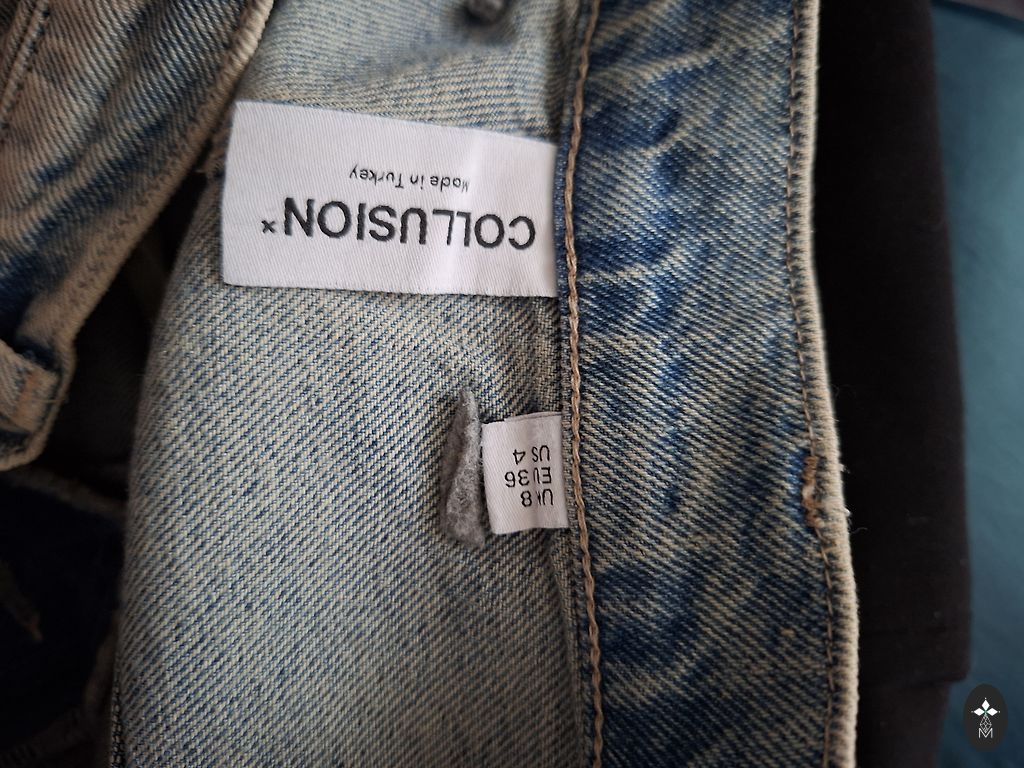 COLLUSION×
Made in Turkey
UK 8
EU 36
US 4
M